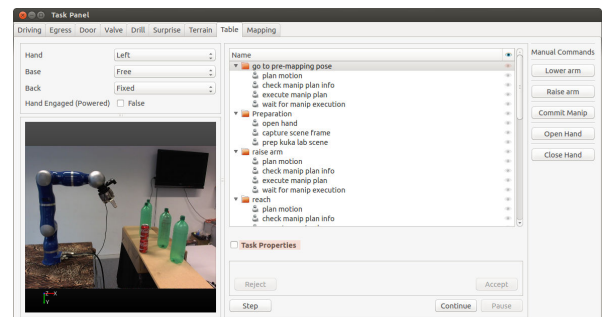 Task Panel
Driving Egress Door Valve Drill Surprise Terrain Table Mapping
Hand Left
Base Free
Back Fixed
Hand Engaged (Powered) False
Z X
Y
Name
go to pre-mapping pose
plan motion
check manip plan info
execute manip plan
wait for manip execution
Preparation
open hand
capture scene frame
prep kuka lab scene
raise arm
plan motion
check manip plan info
execute manip plan
wait for manip execution
reach
plan motion
check manip plan info
Task Properties
Reject Accept
Step Continue Pause
Manual Commands
Lower arm
Raise arm
Commit Manip
Open Hand
Close Hand